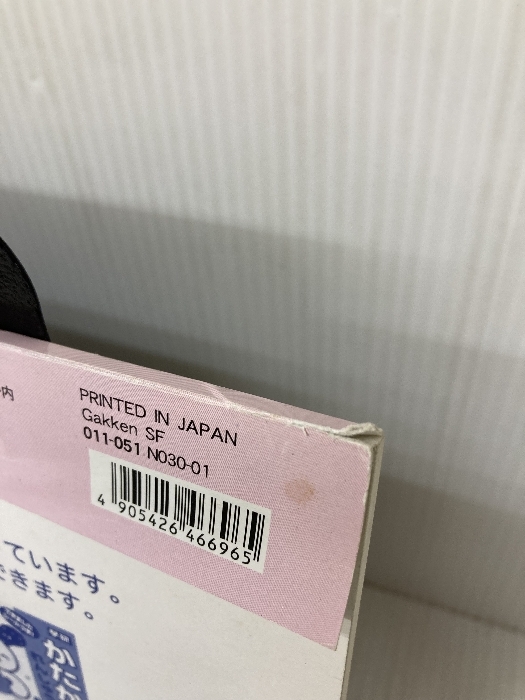 内
PRINTED IN JAPAN
Gakken SF
011-051 N030-01
4 905426 466965
ています。
できます。
かたか